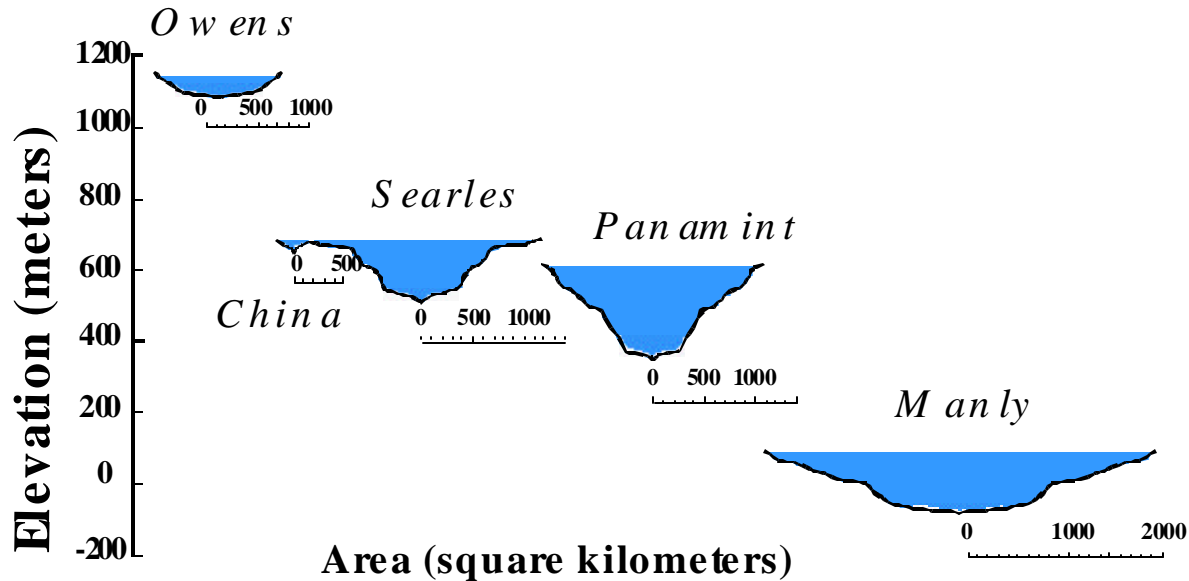 Owens
1200
0 500 1000
1000
Elevation (meters)
800
Searles
Panamint
600
0 500
China
0 500 1000
400
0 500 1000
Manly
200
0
0 1000 2000
-200
Area (square kilometers)